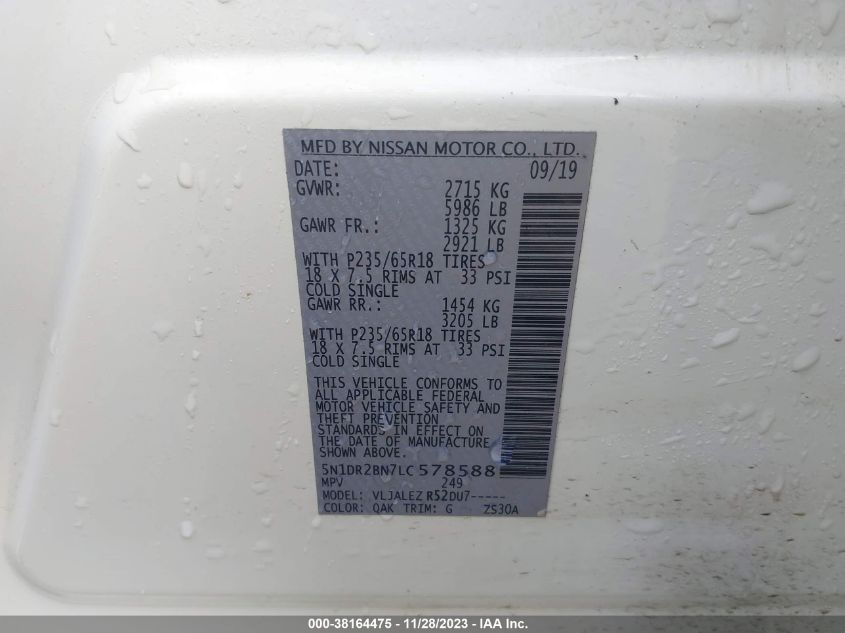 MFD BY NISSAN MOTOR CO., LTD.
DATE: 09/19
GVWR: 2715 KG
5986 LB
GAWR FR.: 1325 KG
2921 LB
WITH P235/65R18 TIRES
18 X 7.5 RIMS AT 33 PSI
COLD SINGLE
GAWR RR.: 1454 KG
3205 LB
WITH P235/65R18 TIRES
18 X 7.5 RIMS AT 33 PSI
COLD SINGLE
THIS VEHICLE CONFORMS TO
ALL APPLICABLE FEDERAL
MOTOR VEHICLE SAFETY AND
THEFT PREVENTION
STANDARDS IN EFFECT ON
THE DATE OF MANUFACTURE
SHOWN ABOVE.
5N1DR2BN7LC578588
MPV 249
MODEL: VLJALEZ R52DU7-----
COLOR: QAK TRIM: G ZS30A
000-38164475 - 11/28/2023 - IAA Inc.